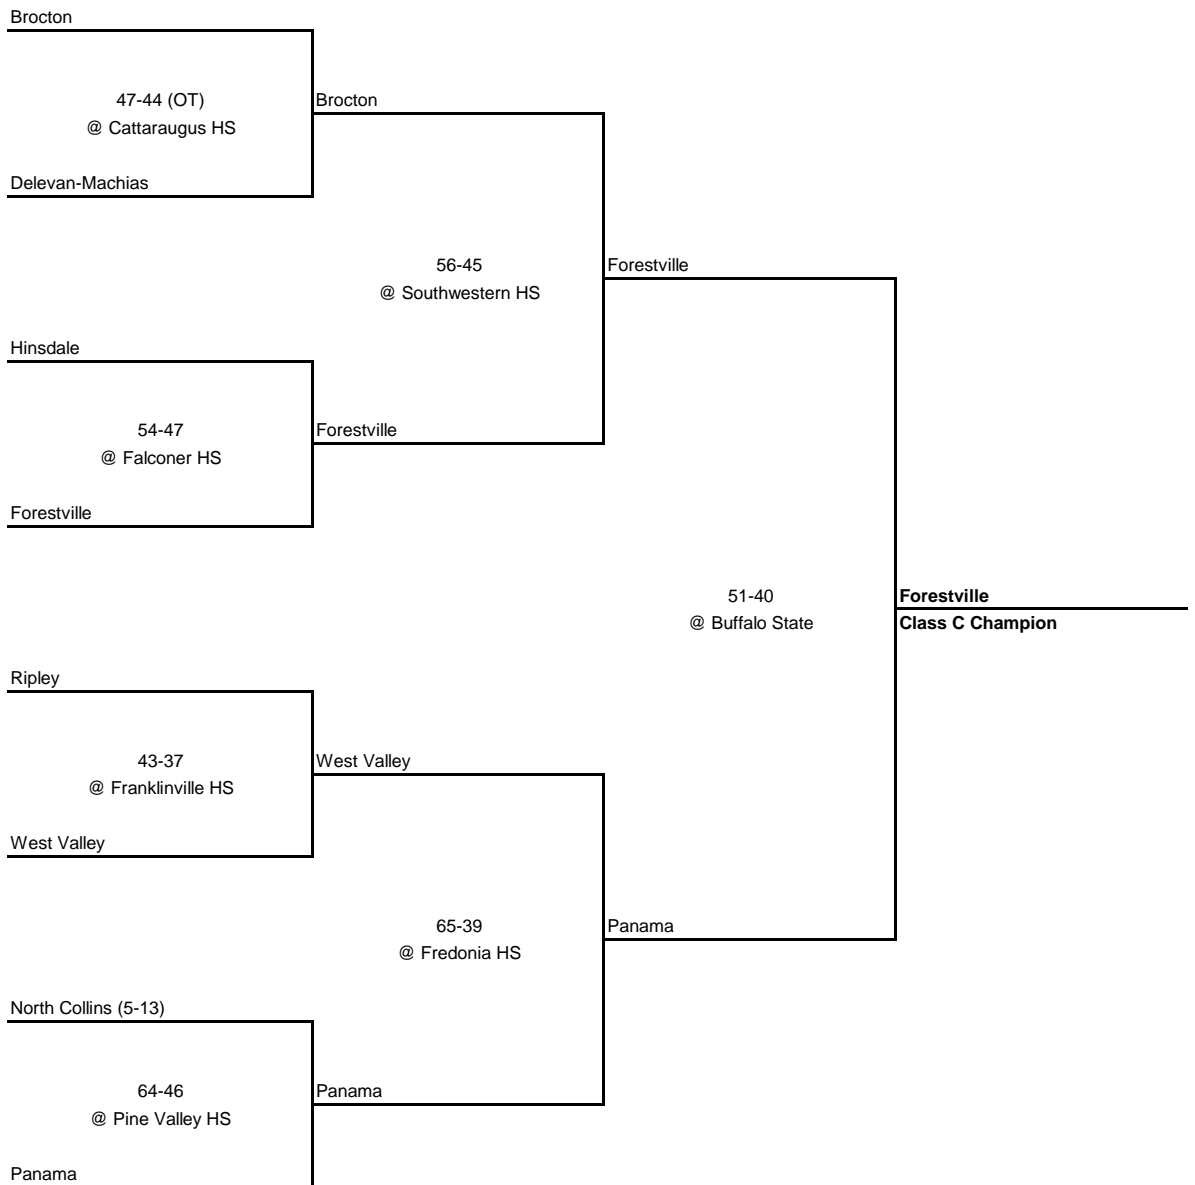 Brocton
47-44 (OT)
@ Cattaraugus HS
Brocton
Delevan-Machias
56-45
@ Southwestern HS
Forestville
Hinsdale
54-47
@ Falconer HS
Forestville
Forestville
51-40
@ Buffalo State
Forestville
Class C Champion
Ripley
43-37
@ Franklinville HS
West Valley
West Valley
65-39
@ Fredonia HS
Panama
North Collins (5-13)
64-46
@ Pine Valley HS
Panama
Panama